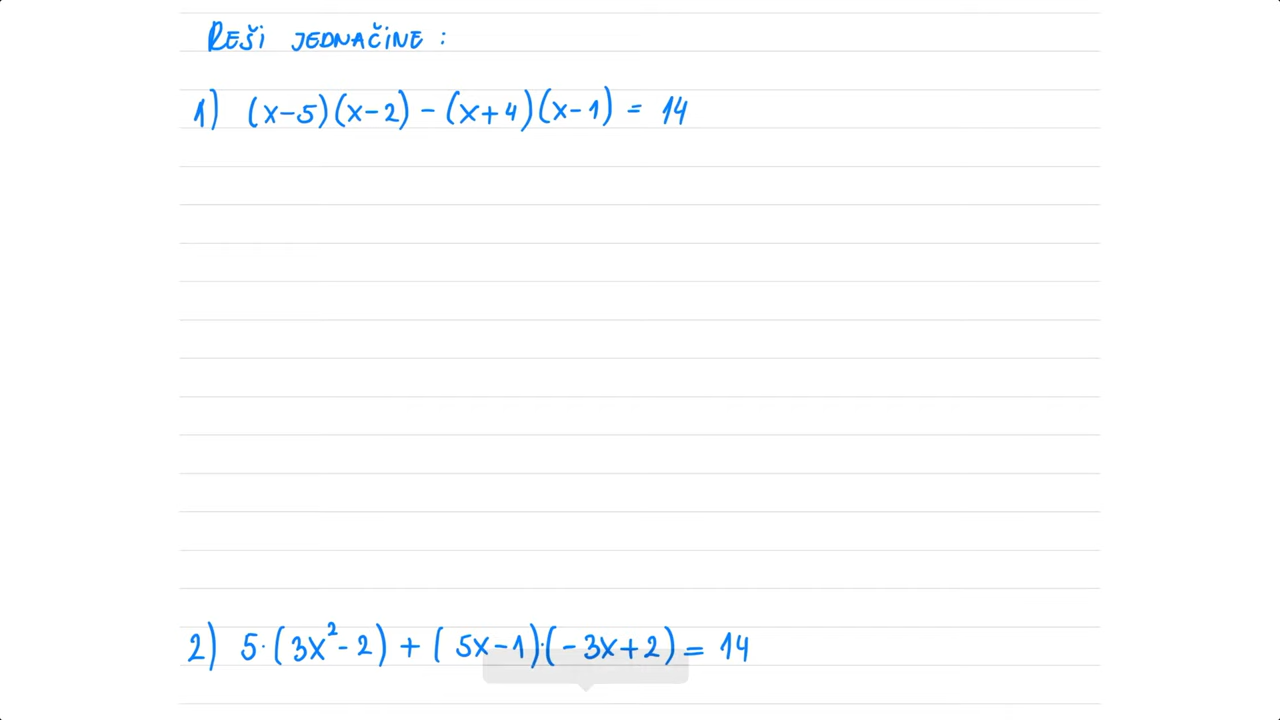 REŠI JEDNAČINE :
1) (x-5)(x-2) - (x+4)(x-1) = 14
2) 5·(3x²-2) + (5x-1)·(-3x+2) = 14